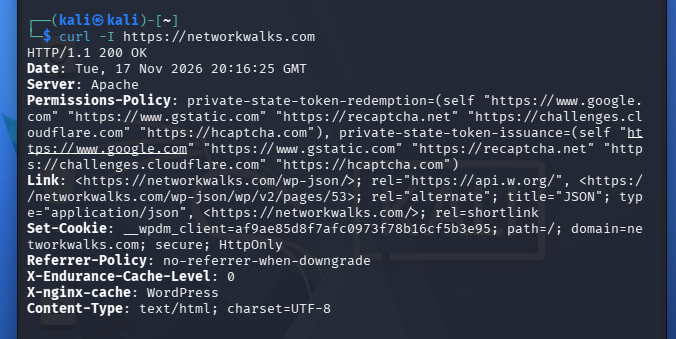 ┌──(kali㉿kali)-[~]
└─$ curl -I https://networkwalks.com
HTTP/1.1 200 OK
Date: Tue, 17 Nov 2026 20:16:25 GMT
Server: Apache
Permissions-Policy: private-state-token-redemption=(self "https://www.google.
com" "https://www.gstatic.com" "https://recaptcha.net" "https://challenges.cl
oudflare.com" "https://hcaptcha.com"), private-state-token-issuance=(self "ht
tps://www.google.com" "https://www.gstatic.com" "https://recaptcha.net" "http
s://challenges.cloudflare.com" "https://hcaptcha.com")
Link: <https://networkwalks.com/wp-json/>; rel="https://api.w.org/", <https:/
/networkwalks.com/wp-json/wp/v2/pages/53>; rel="alternate"; title="JSON"; typ
e="application/json", <https://networkwalks.com/>; rel=shortlink
Set-Cookie: __wpdm_client=af9ae85d8f7afc0973f78b16cf5b3e95; path=/; domain=ne
tworkwalks.com; secure; HttpOnly
Referrer-Policy: no-referrer-when-downgrade
X-Endurance-Cache-Level: 0
X-nginx-cache: WordPress
Content-Type: text/html; charset=UTF-8